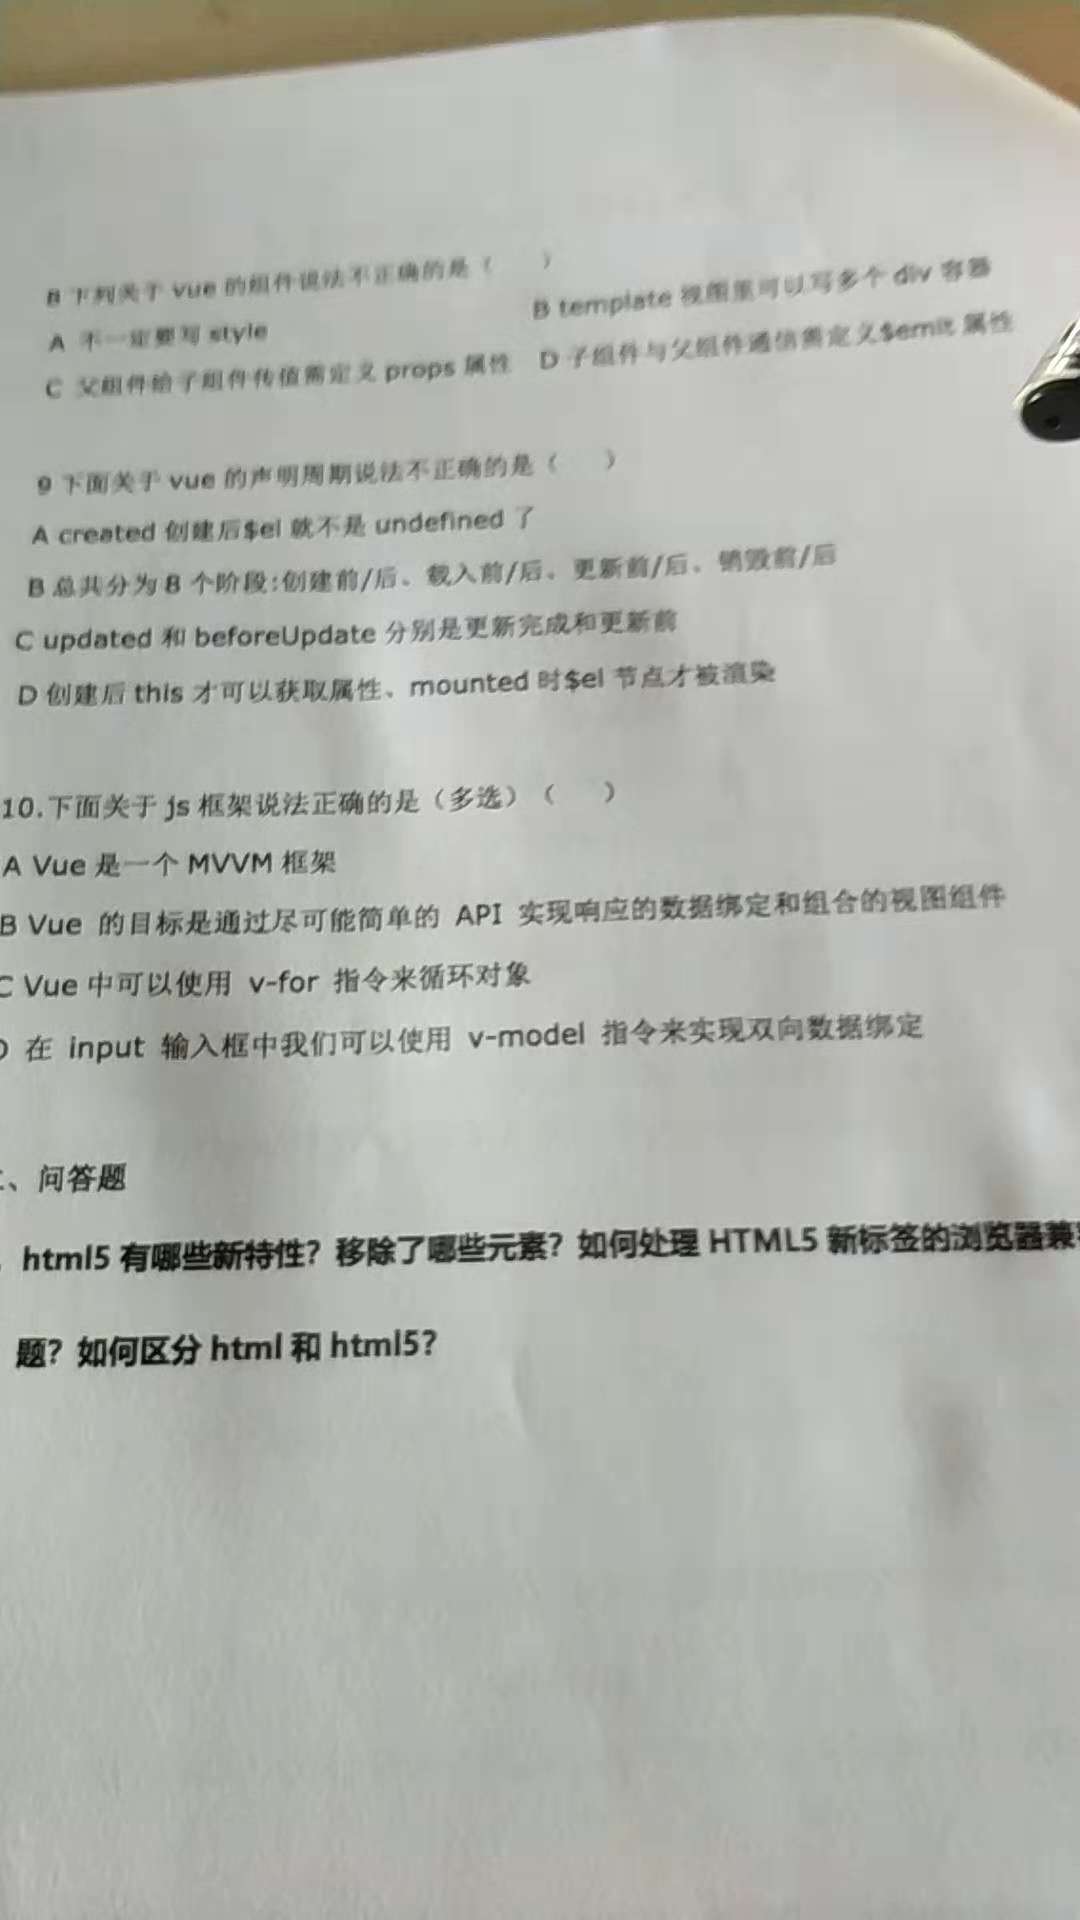 8 下列关于 vue 的组件说法不正确的是（　　）
A 不一定要写 style　　B template 视图里可以写多个 div 容器
C 父组件给子组件传值需定义 props 属性　D 子组件与父组件通信需定义$emit 属性
9 下面关于 vue 的声明周期说法不正确的是（　　）
A created 创建后$el 就不是 undefined 了
B 总共分为 8 个阶段:创建前/后、载入前/后、更新前/后、销毁前/后
C updated 和 beforeUpdate 分别是更新完成和更新前
D 创建后 this 才可以获取属性、mounted 时$el 节点才被渲染
10.下面关于 js 框架说法正确的是（多选）（　　）
A Vue 是一个 MVVM 框架
B Vue 的目标是通过尽可能简单的 API 实现响应的数据绑定和组合的视图组件
C Vue 中可以使用 v-for 指令来循环对象
D 在 input 输入框中我们可以使用 v-model 指令来实现双向数据绑定
、问答题
html5 有哪些新特性？移除了哪些元素？如何处理 HTML5 新标签的浏览器兼
题？如何区分 html 和 html5？